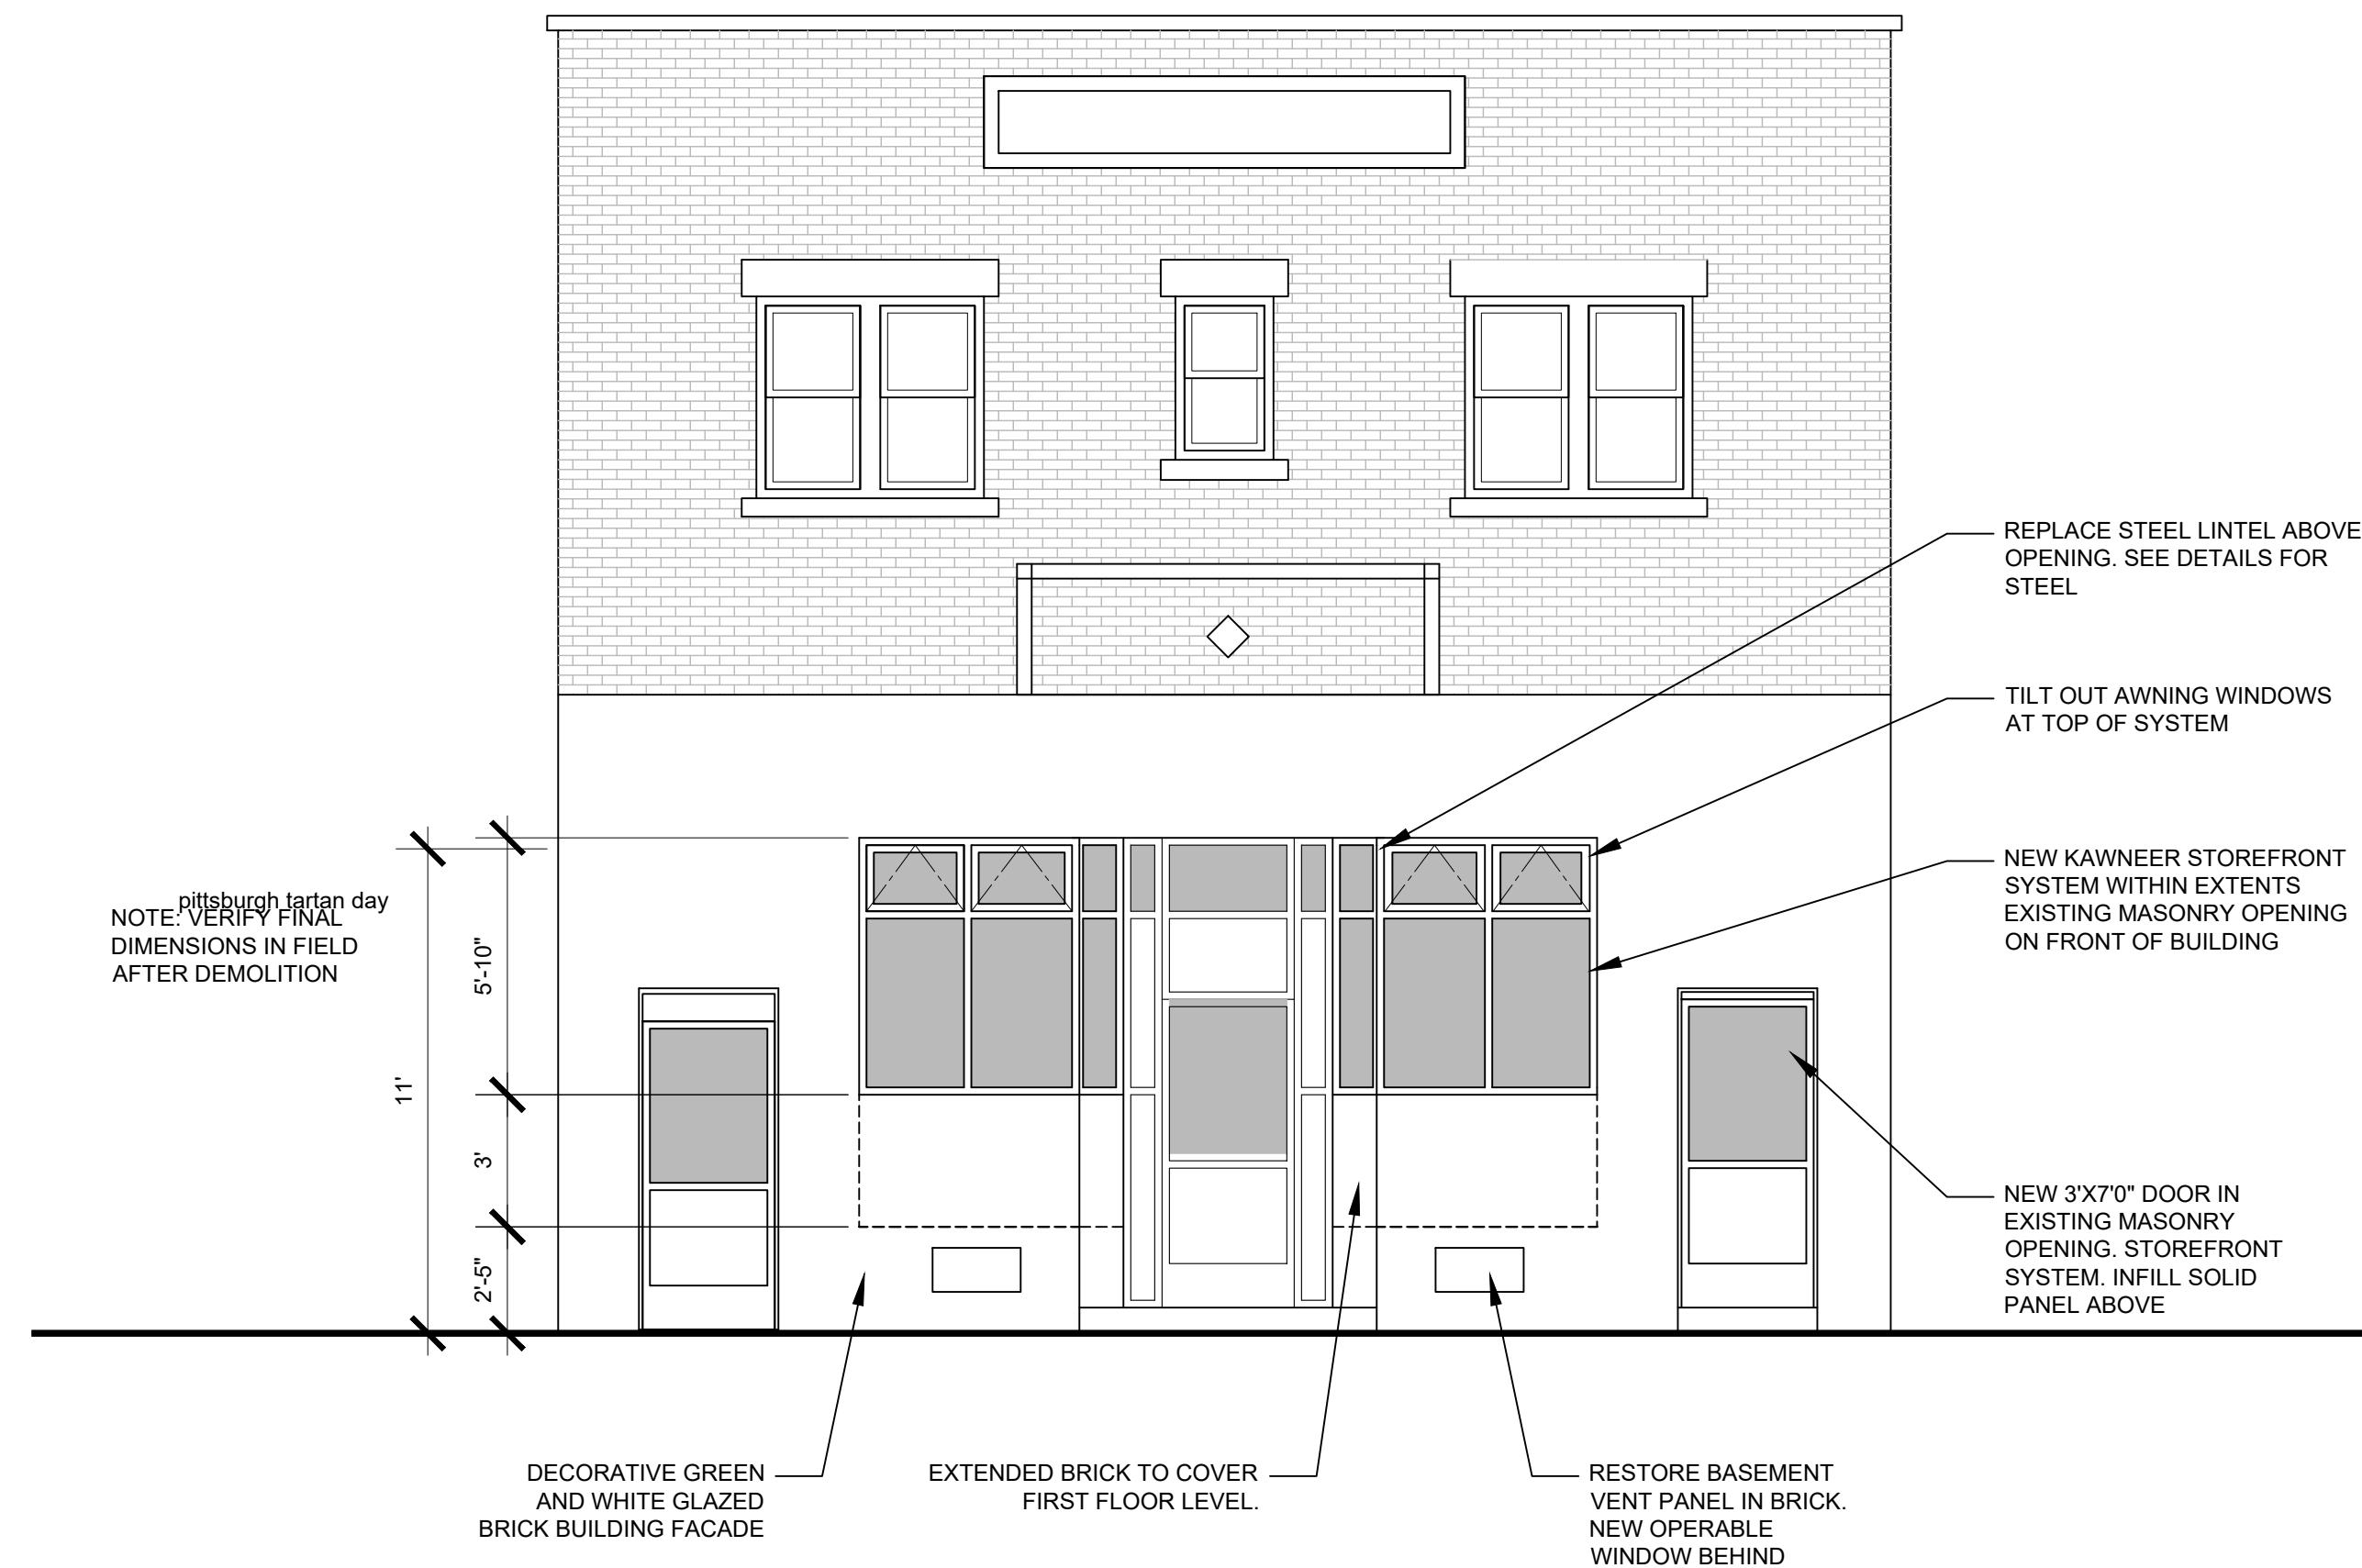 REPLACE STEEL LINTEL ABOVE
OPENING. SEE DETAILS FOR
STEEL
TILT OUT AWNING WINDOWS
AT TOP OF SYSTEM
NEW KAWNEER STOREFRONT
SYSTEM WITHIN EXTENTS
EXISTING MASONRY OPENING
ON FRONT OF BUILDING
pittsburgh tartan day
NOTE: VERIFY FINAL
DIMENSIONS IN FIELD
AFTER DEMOLITION
5'-10"
11'
3'
2'-5"
NEW 3'X7'0" DOOR IN
EXISTING MASONRY
OPENING. STOREFRONT
SYSTEM. INFILL SOLID
PANEL ABOVE
DECORATIVE GREEN
AND WHITE GLAZED
BRICK BUILDING FACADE
EXTENDED BRICK TO COVER
FIRST FLOOR LEVEL.
RESTORE BASEMENT
VENT PANEL IN BRICK.
NEW OPERABLE
WINDOW BEHIND